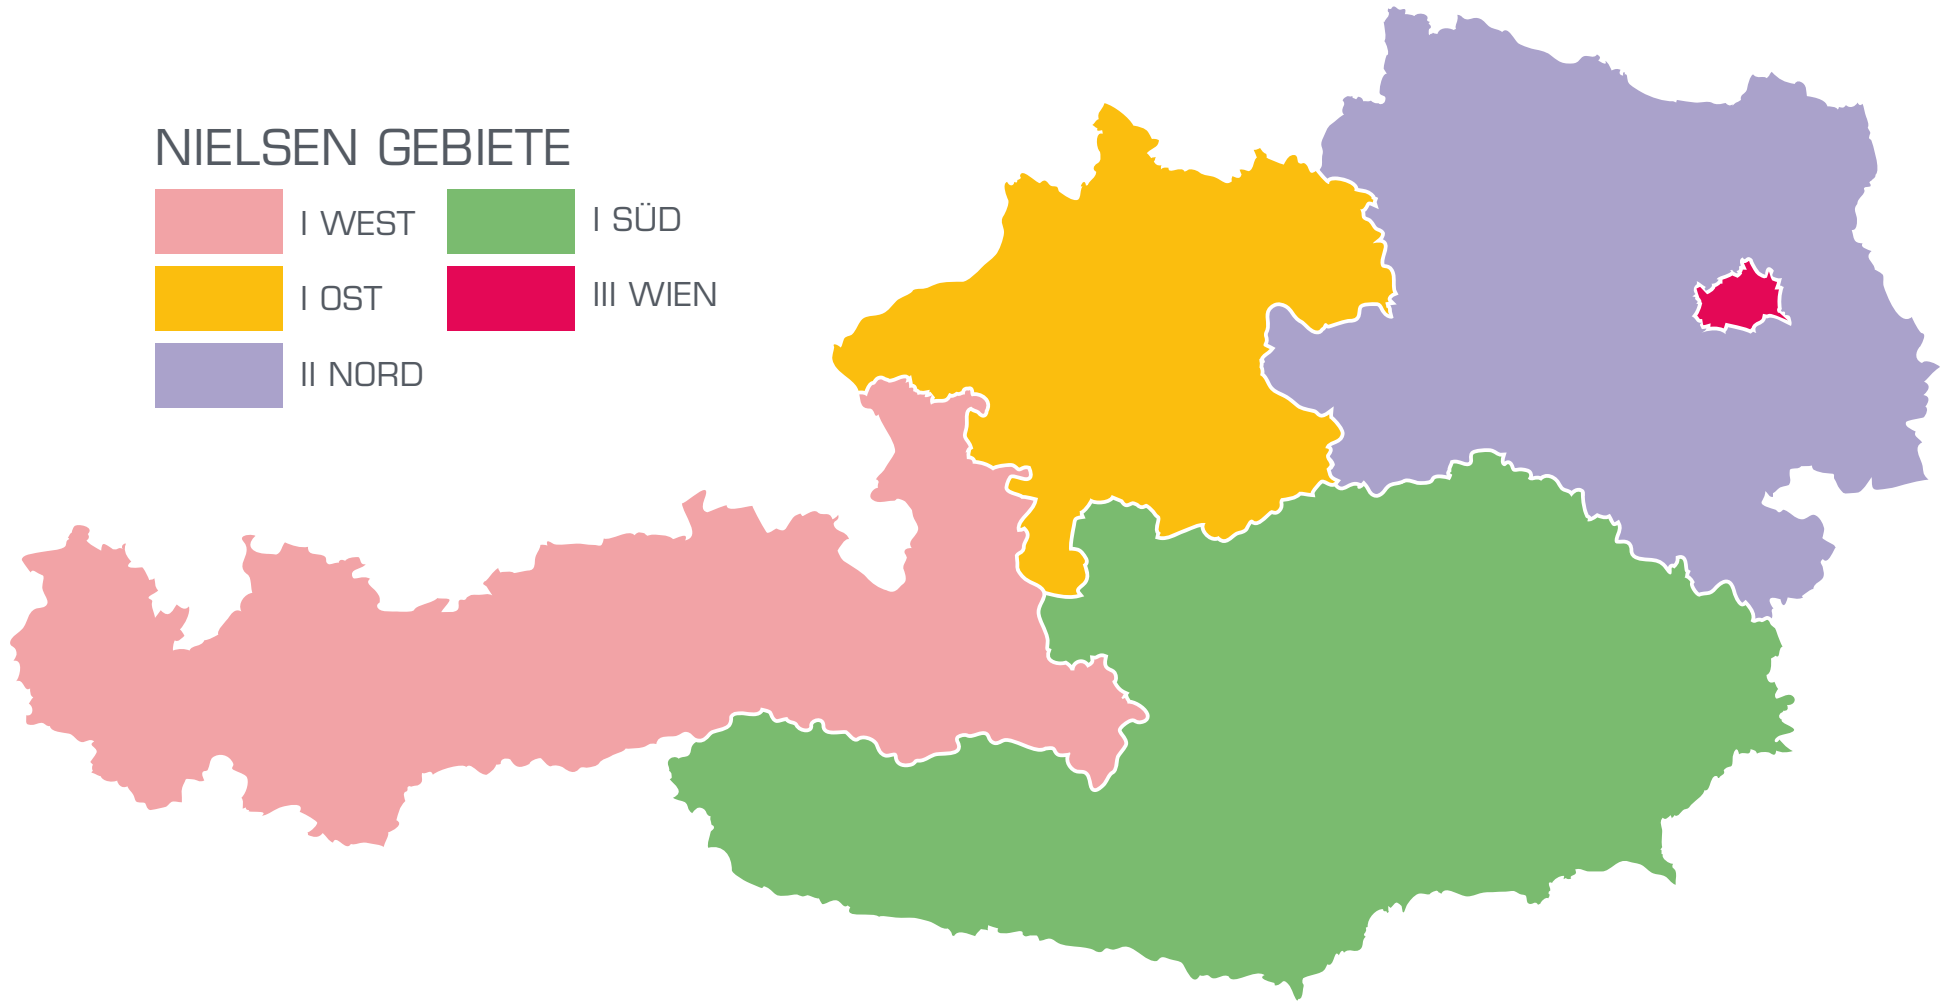 NIELSEN GEBIETE
I WEST
I SÜD
I OST
III WIEN
II NORD